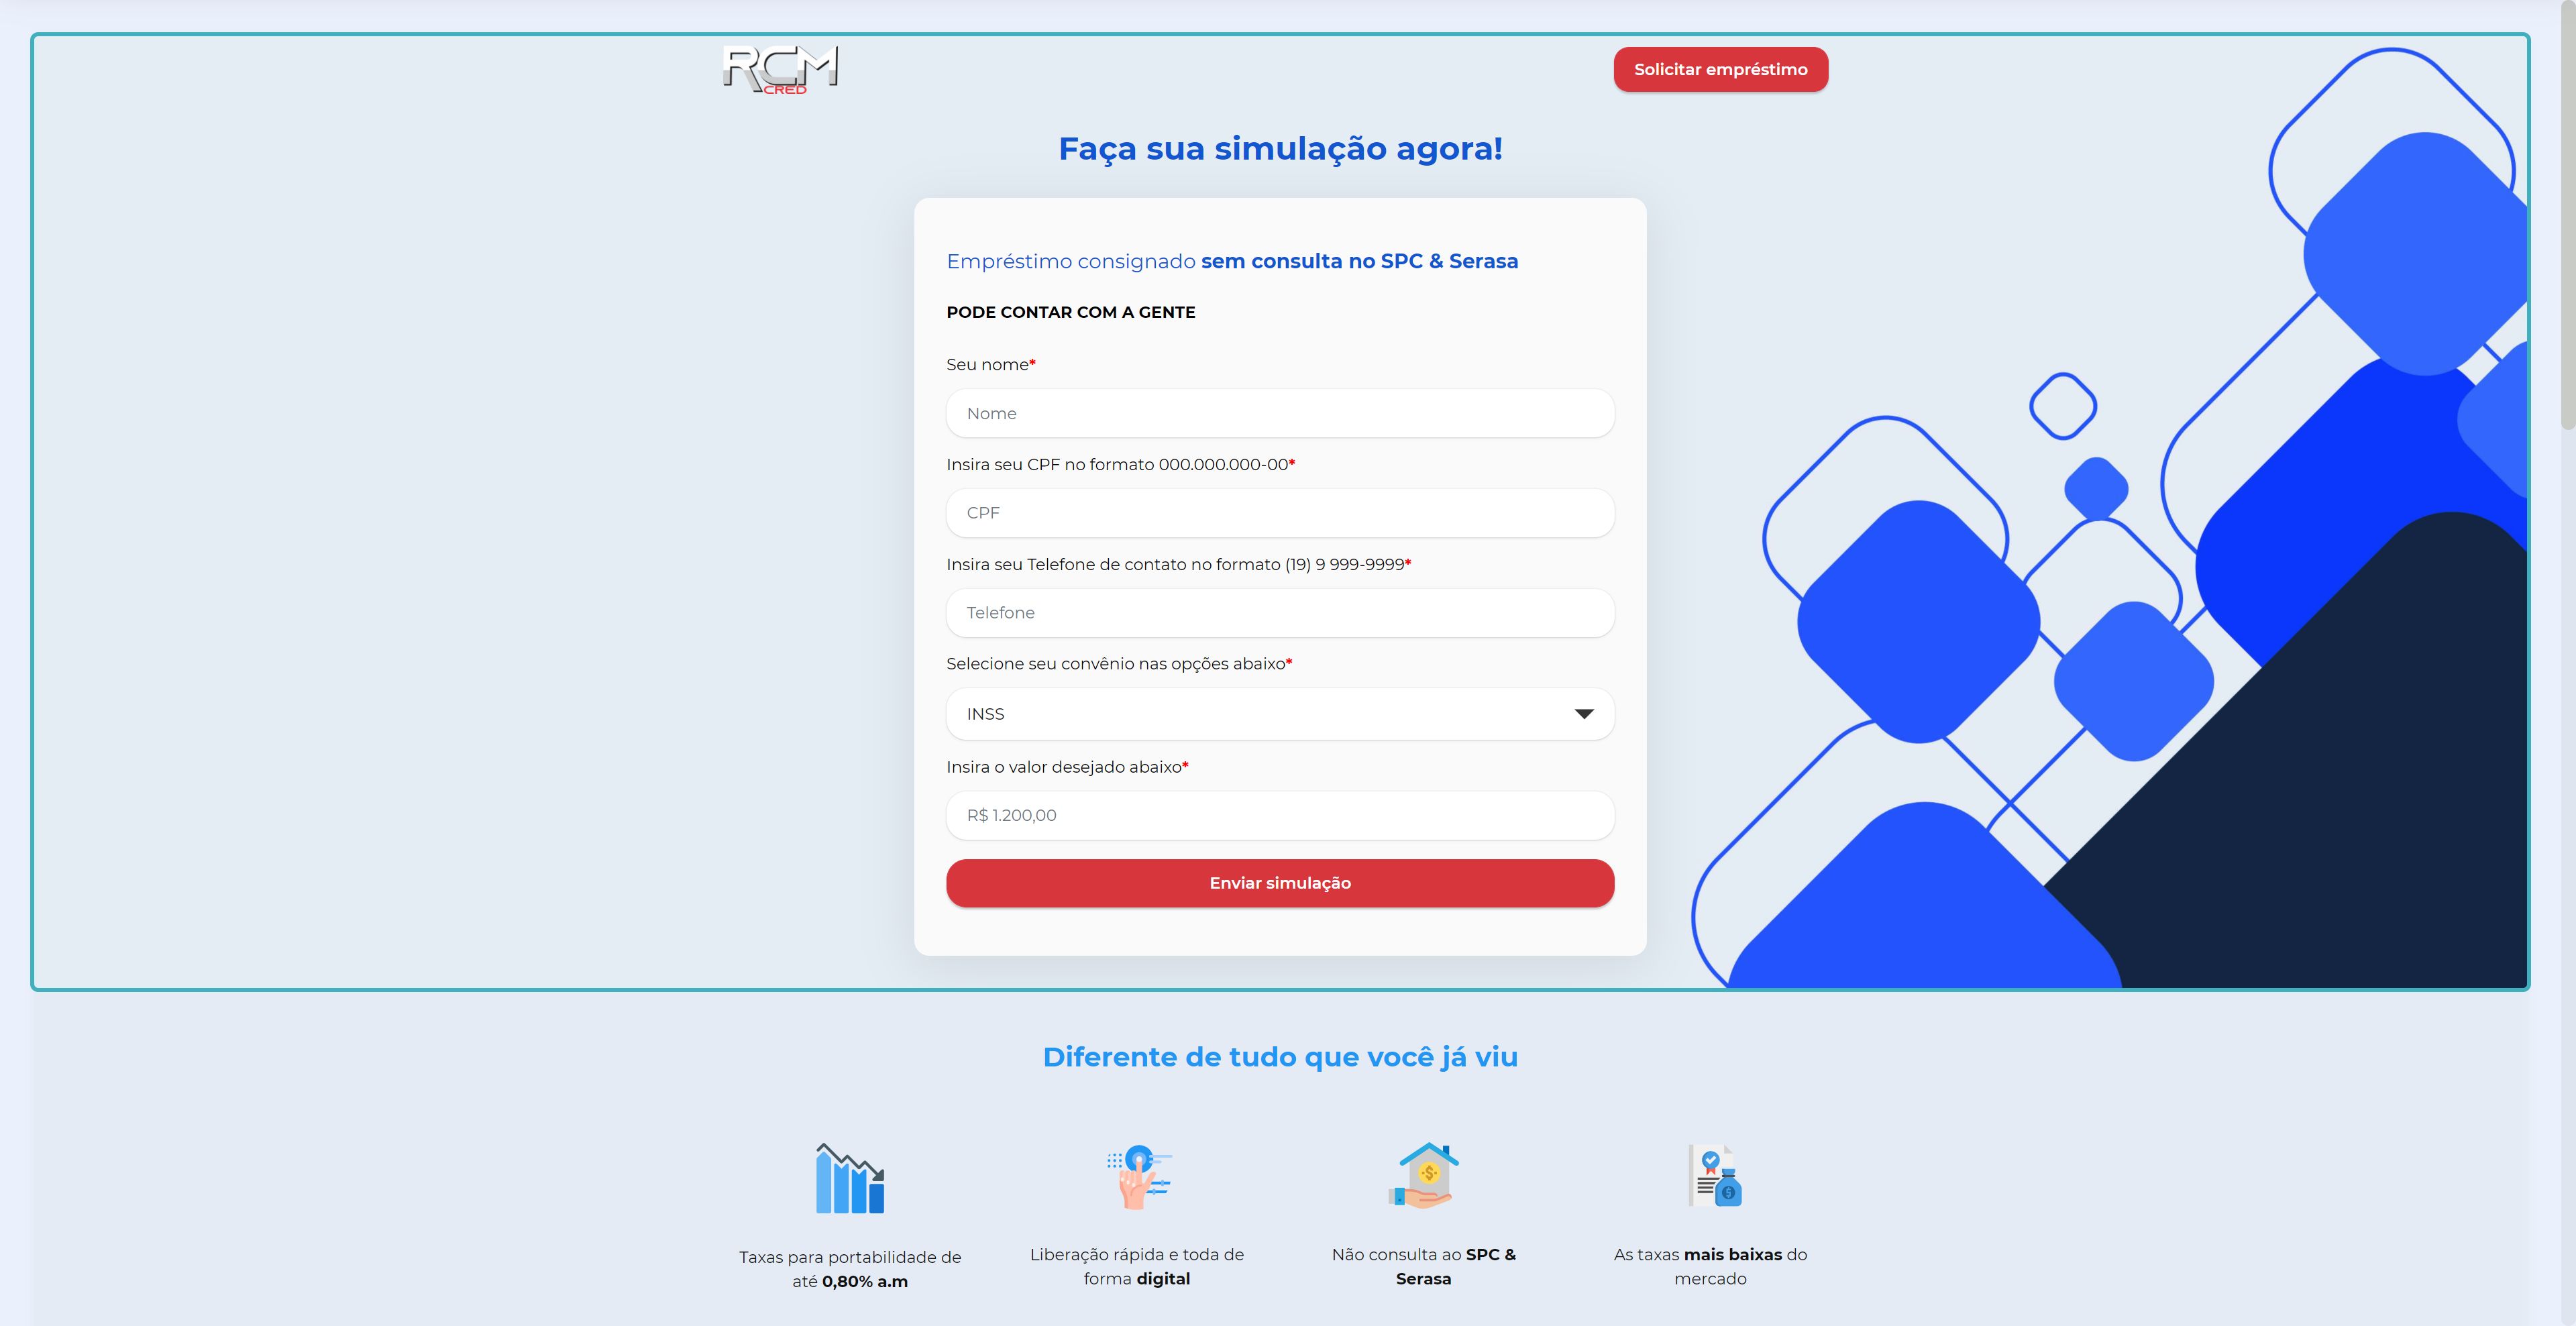 RCM
CRED
Solicitar empréstimo
Faça sua simulação agora!
Empréstimo consignado sem consulta no SPC & Serasa
PODE CONTAR COM A GENTE
Seu nome*
Nome
Insira seu CPF no formato 000.000.000-00*
CPF
Insira seu Telefone de contato no formato (19) 9 999-9999*
Telefone
Selecione seu convênio nas opções abaixo*
INSS
Insira o valor desejado abaixo*
R$ 1.200,00
Enviar simulação
Diferente de tudo que você já viu
Taxas para portabilidade de
até 0,80% a.m
Liberação rápida e toda de
forma digital
Não consulta ao SPC &
Serasa
As taxas mais baixas do
mercado